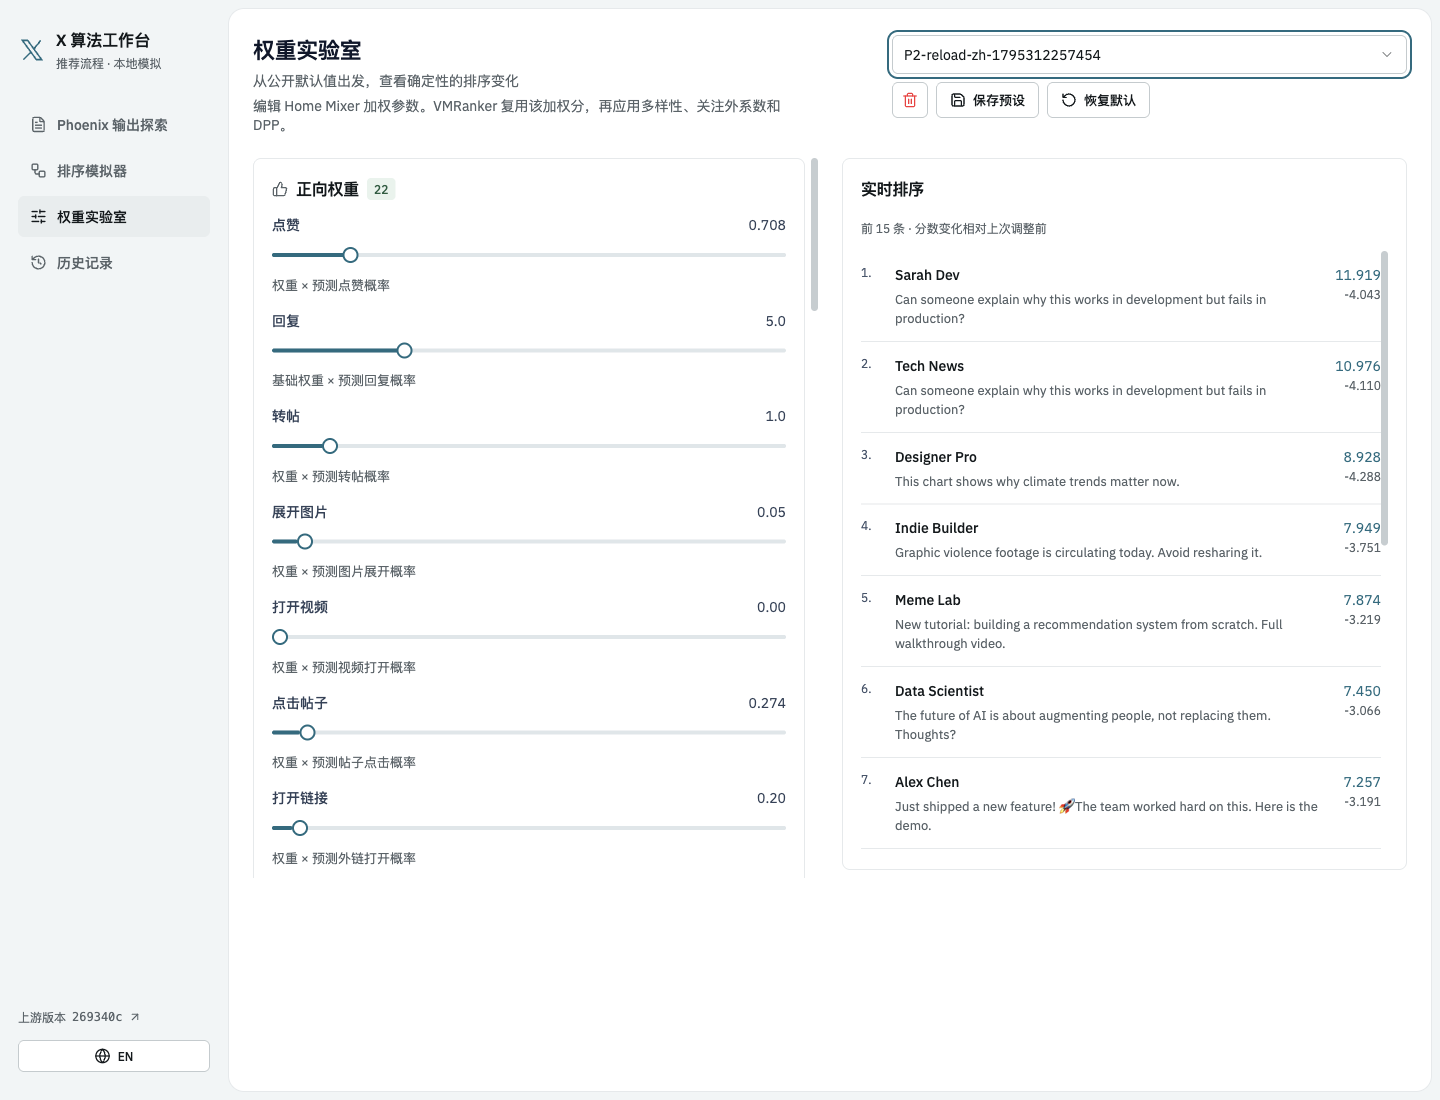 X 算法工作台
推荐流程 · 本地模拟
Phoenix 输出探索
排序模拟器
权重实验室
历史记录
上游版本 269340c
EN
权重实验室
从公开默认值出发，查看确定性的排序变化
编辑 Home Mixer 加权参数。VMRanker 复用该加权分，再应用多样性、关注外系数和
DPP。
P2-reload-zh-1795312257454
保存预设
恢复默认
正向权重 22
点赞 0.708
权重 × 预测点赞概率
回复 5.0
基础权重 × 预测回复概率
转帖 1.0
权重 × 预测转帖概率
展开图片 0.05
权重 × 预测图片展开概率
打开视频 0.00
权重 × 预测视频打开概率
点击帖子 0.274
权重 × 预测帖子点击概率
打开链接 0.20
权重 × 预测外链打开概率
实时排序
前 15 条 · 分数变化相对上次调整前
1. Sarah Dev 11.919
-4.043
Can someone explain why this works in development but fails in
production?
2. Tech News 10.976
-4.110
Can someone explain why this works in development but fails in
production?
3. Designer Pro 8.928
-4.288
This chart shows why climate trends matter now.
4. Indie Builder 7.949
-3.751
Graphic violence footage is circulating today. Avoid resharing it.
5. Meme Lab 7.874
-3.219
New tutorial: building a recommendation system from scratch. Full
walkthrough video.
6. Data Scientist 7.450
-3.066
The future of AI is about augmenting people, not replacing them.
Thoughts?
7. Alex Chen 7.257
-3.191
Just shipped a new feature! 🚀The team worked hard on this. Here is the
demo.